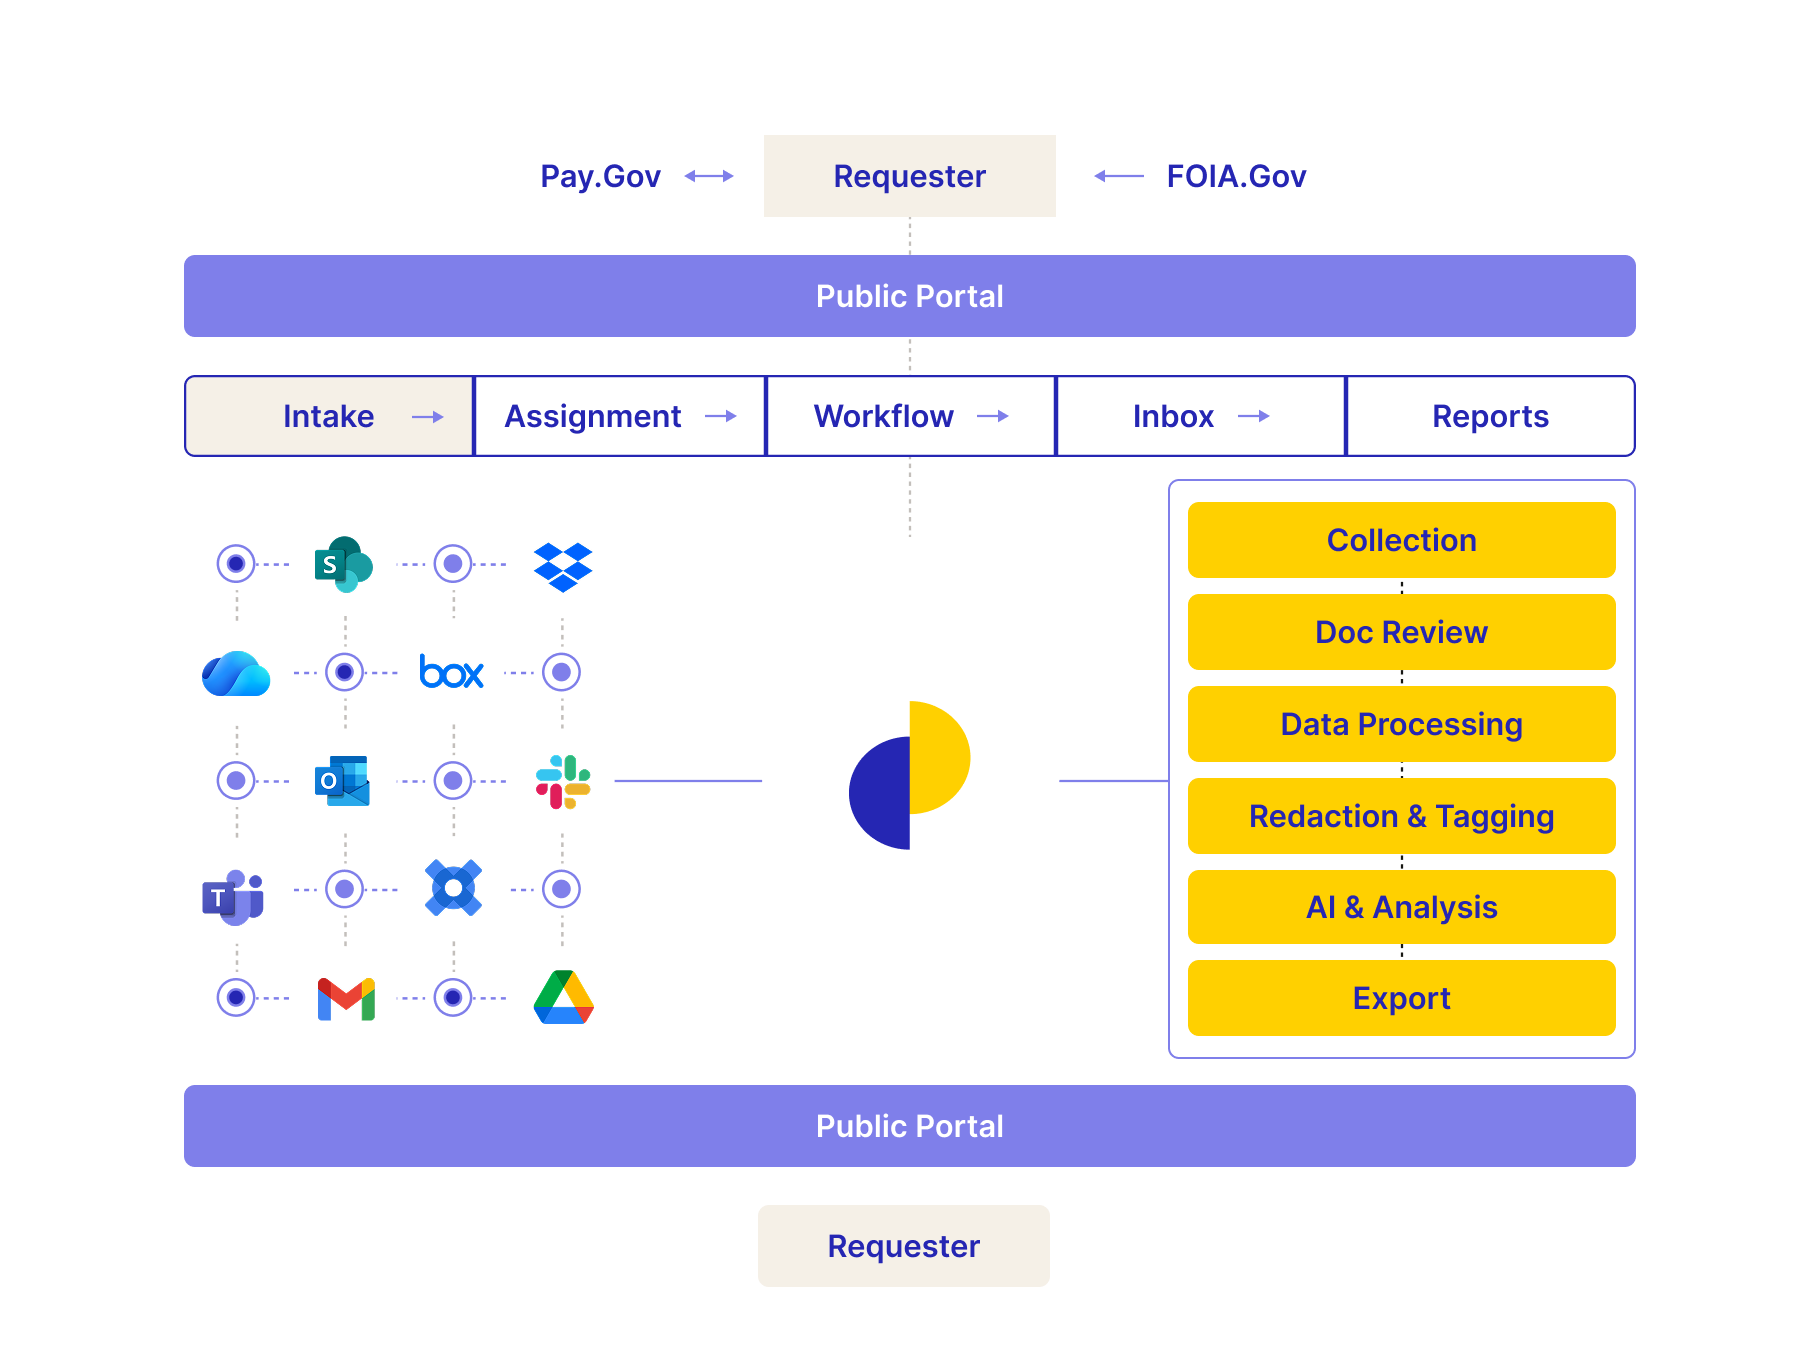 Pay.Gov
Requester
FOIA.Gov
Public Portal
Intake
Assignment
Workflow
Inbox
Reports
Collection
S
Doc Review
box
Data Processing
O
Redaction & Tagging
T
AI & Analysis
Export
Public Portal
Requester